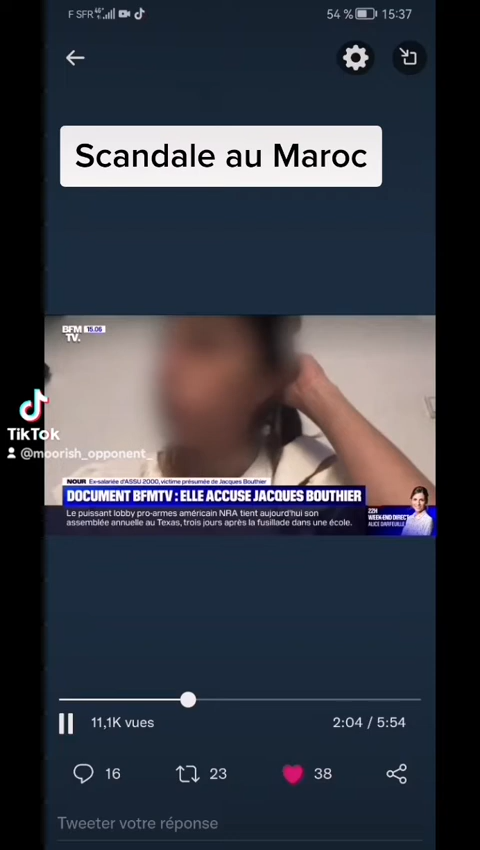 F SFR 4G 54 % 15:37
Scandale au Maroc
BFM 15.06
TV.
TikTok
@moorish_opponent_
NOUR Ex-salariée d'ASSU 2000, victime présumée de Jacques Bouthier
DOCUMENT BFMTV : ELLE ACCUSE JACQUES BOUTHIER
Le puissant lobby pro-armes américain NRA tient aujourd'hui son
assemblée annuelle au Texas, trois jours après la fusillade dans une école.
22H
WEEK-END DIRECT
ALICE DARFEUILLE
11,1K vues 2:04 / 5:54
16 23 38
Tweeter votre réponse